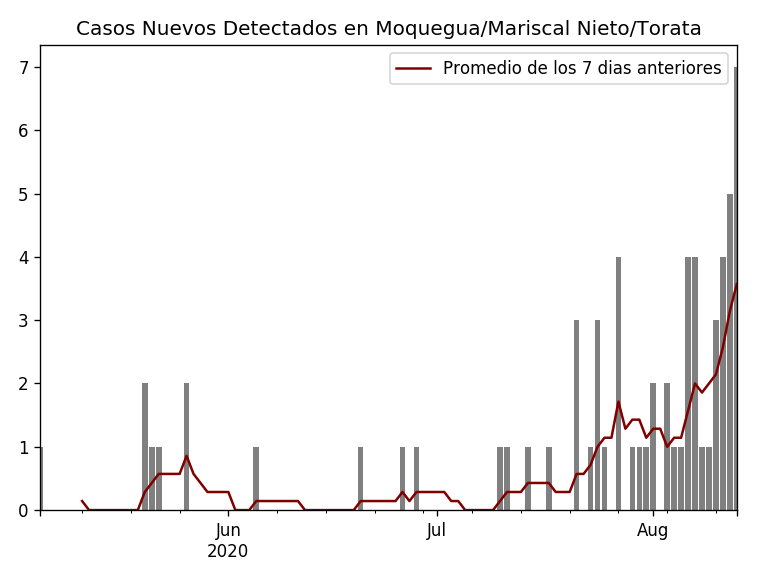 Casos Nuevos Detectados en Moquegua/Mariscal Nieto/Torata
Promedio de los 7 dias anteriores
7
6
5
4
3
2
1
0
Jun
2020
Jul
Aug